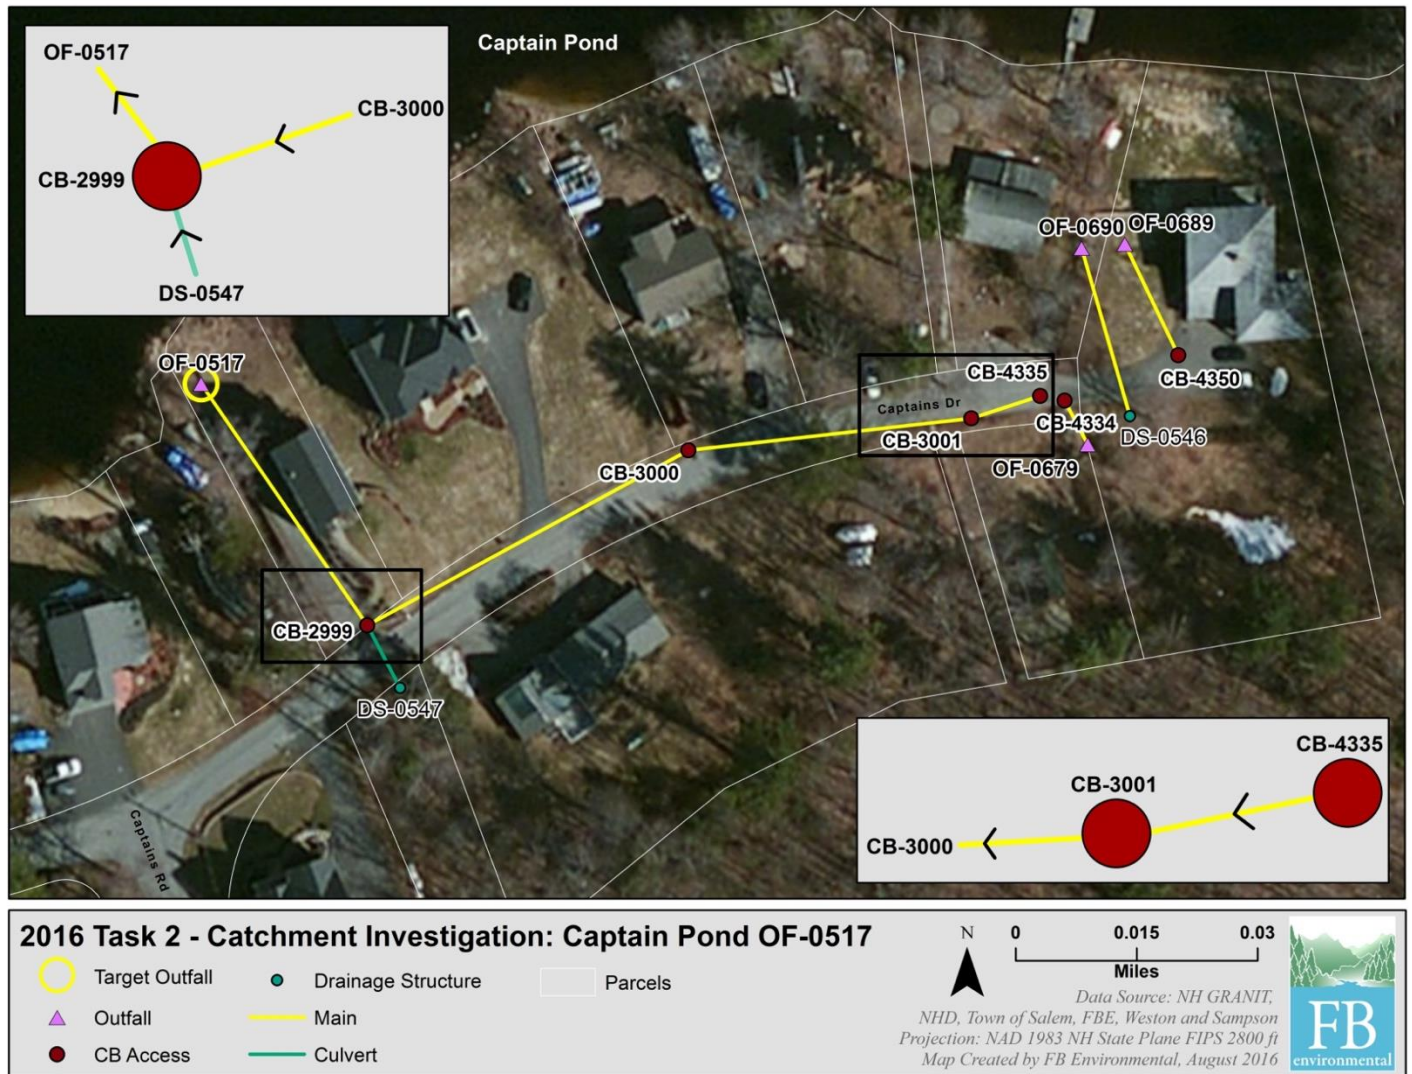 Captain Pond
OF-0517
CB-3000
CB-2999
DS-0547
OF-0517
OF-0690
OF-0689
CB-4335
CB-4350
Captains Dr
CB-4334
CB-3001
DS-0546
OF-0679
CB-3000
CB-2999
DS-0547
Captains Rd
CB-4335
CB-3001
CB-3000
2016 Task 2 - Catchment Investigation: Captain Pond OF-0517
Target Outfall
Drainage Structure
Parcels
Outfall
Main
CB Access
Culvert
N
0 0.015 0.03
Miles
Data Source: NH GRANIT,
NHD, Town of Salem, FBE, Weston and Sampson
Projection: NAD 1983 NH State Plane FIPS 2800 ft
Map Created by FB Environmental, August 2016
FB
environmental